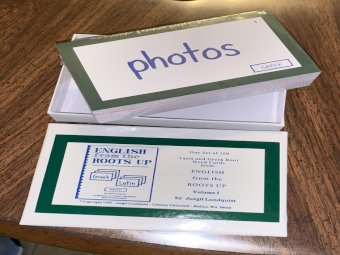 photos
GREEK
ENGLISH
from the
ROOTS UP
Greek
Latin
One Set of 100
Latin and Greek Root
Word Cards
from
ENGLISH
from the
ROOTS UP
Volume I
by Joegil Lundquist